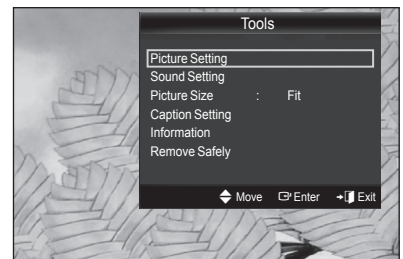 Tools
Picture Setting
Sound Setting
Picture Size : Fit
Caption Setting
Information
Remove Safely
Move Enter Exit